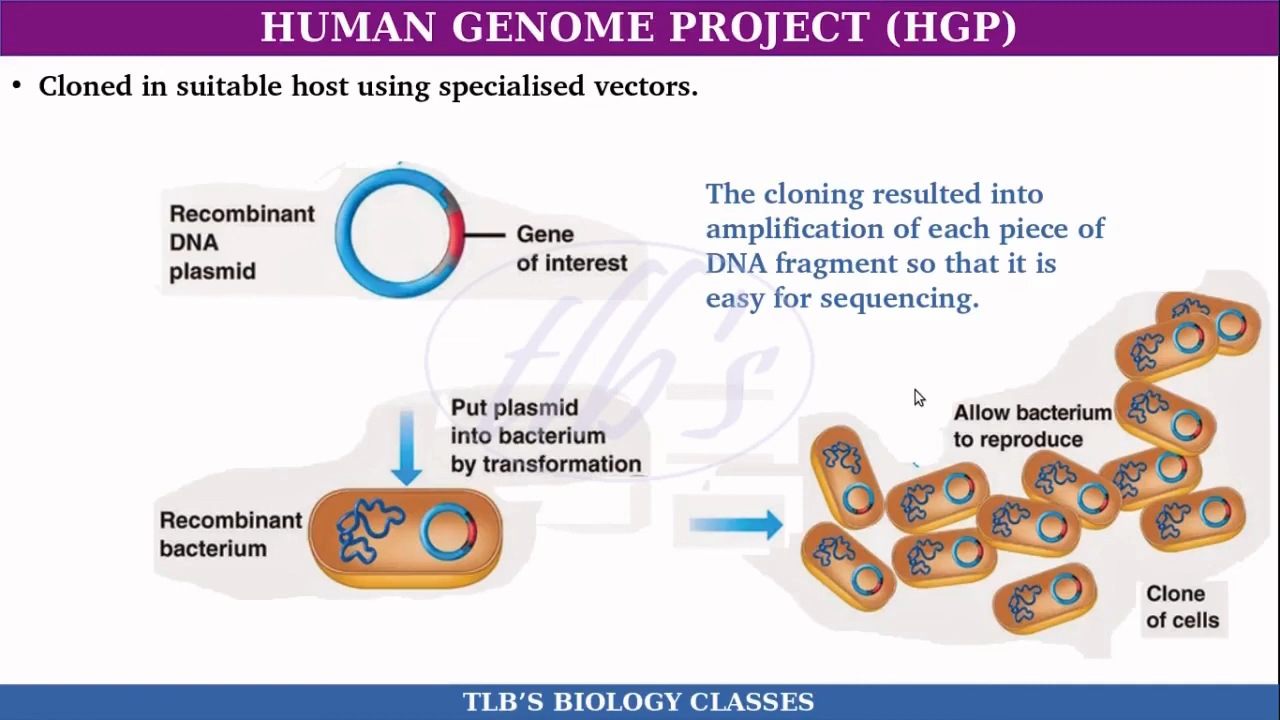 HUMAN GENOME PROJECT (HGP)
• Cloned in suitable host using specialised vectors.
Recombinant
DNA
plasmid
Gene
of interest
The cloning resulted into
amplification of each piece of
DNA fragment so that it is
easy for sequencing.
tlb's
Put plasmid
into bacterium
by transformation
Recombinant
bacterium
Allow bacterium
to reproduce
Clone
of cells
TLB’S BIOLOGY CLASSES